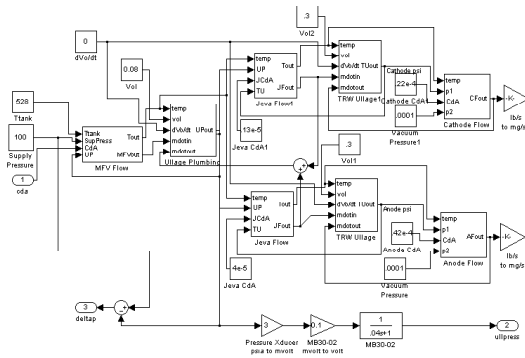 0
dVo/dt
.3
Vol2
0.08
Vol
528
Ttank
100
Supply
Pressure
1
cda
Ttank
SupPress
CdA
UP
Tout
MFVout
MFV Flow
temp
vol
dVb/dt
mdotin
mdotout
UPout
Ullage Plumbing
temp
UP
JCdA
TU
Tout
JFout
Jeva Flow1
13e-5
Jeva CdA1
temp
vol
dVb/dt
mdotin
mdotout
TUout
TRW Ullage1
Cathode psi
.22e-4
Cathode CdA1
.0001
Vacuum
Pressure1
temp
p1
CdA
p2
CFout
Cathode Flow
-K-
lb/s
to mg/s
.3
Vol1
temp
UP
JCdA
TU
Tout
JFout
Jeva Flow
4e-5
Jeva CdA
temp
vol
dVb/dt
mdotin
mdotout
TUout
TRW Ullage
Anode psi
.42e-4
Anode CdA
.0001
Vacuum
Pressure
temp
p1
CdA
p2
AFout
Anode Flow
-K-
lb/s
to mg/s
3
deltap
3
Pressure Xducer
psia to mvolt
0.1
MB30-02
mvolt to volt
1
.04s+1
MB30-02
2
ullpress